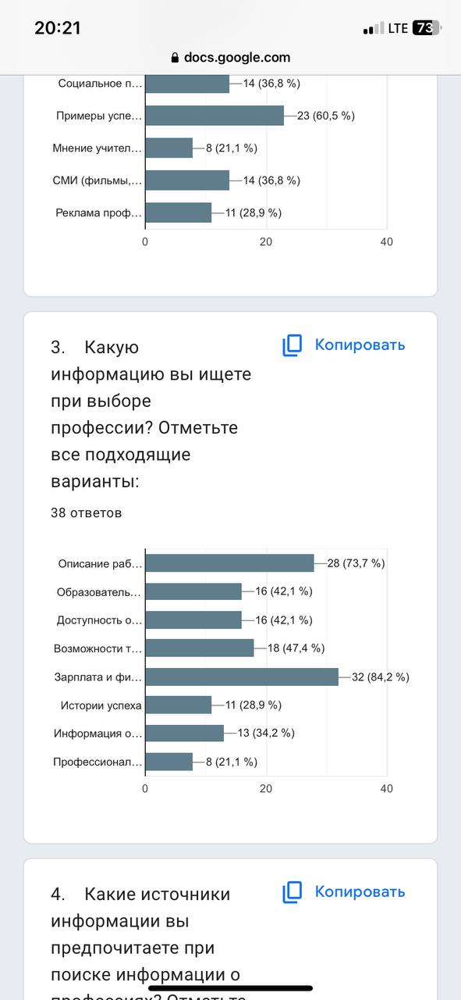 20:21
LTE 73
docs.google.com
Социальное п... 14 (36,8 %)
Примеры успе... 23 (60,5 %)
Мнение учител... 8 (21,1 %)
СМИ (фильмы,... 14 (36,8 %)
Реклама проф... 11 (28,9 %)
0 20 40
3. Какую
информацию вы ищете
при выборе
профессии? Отметьте
все подходящие
варианты:
Копировать
38 ответов
Описание раб... 28 (73,7 %)
Образователь... 16 (42,1 %)
Доступность о... 16 (42,1 %)
Возможности т... 18 (47,4 %)
Зарплата и фи... 32 (84,2 %)
Истории успеха 11 (28,9 %)
Информация о... 13 (34,2 %)
Профессионал... 8 (21,1 %)
0 20 40
4. Какие источники
информации вы
предпочитаете при
поиске информации о
профессиях? Отметьте
Копировать